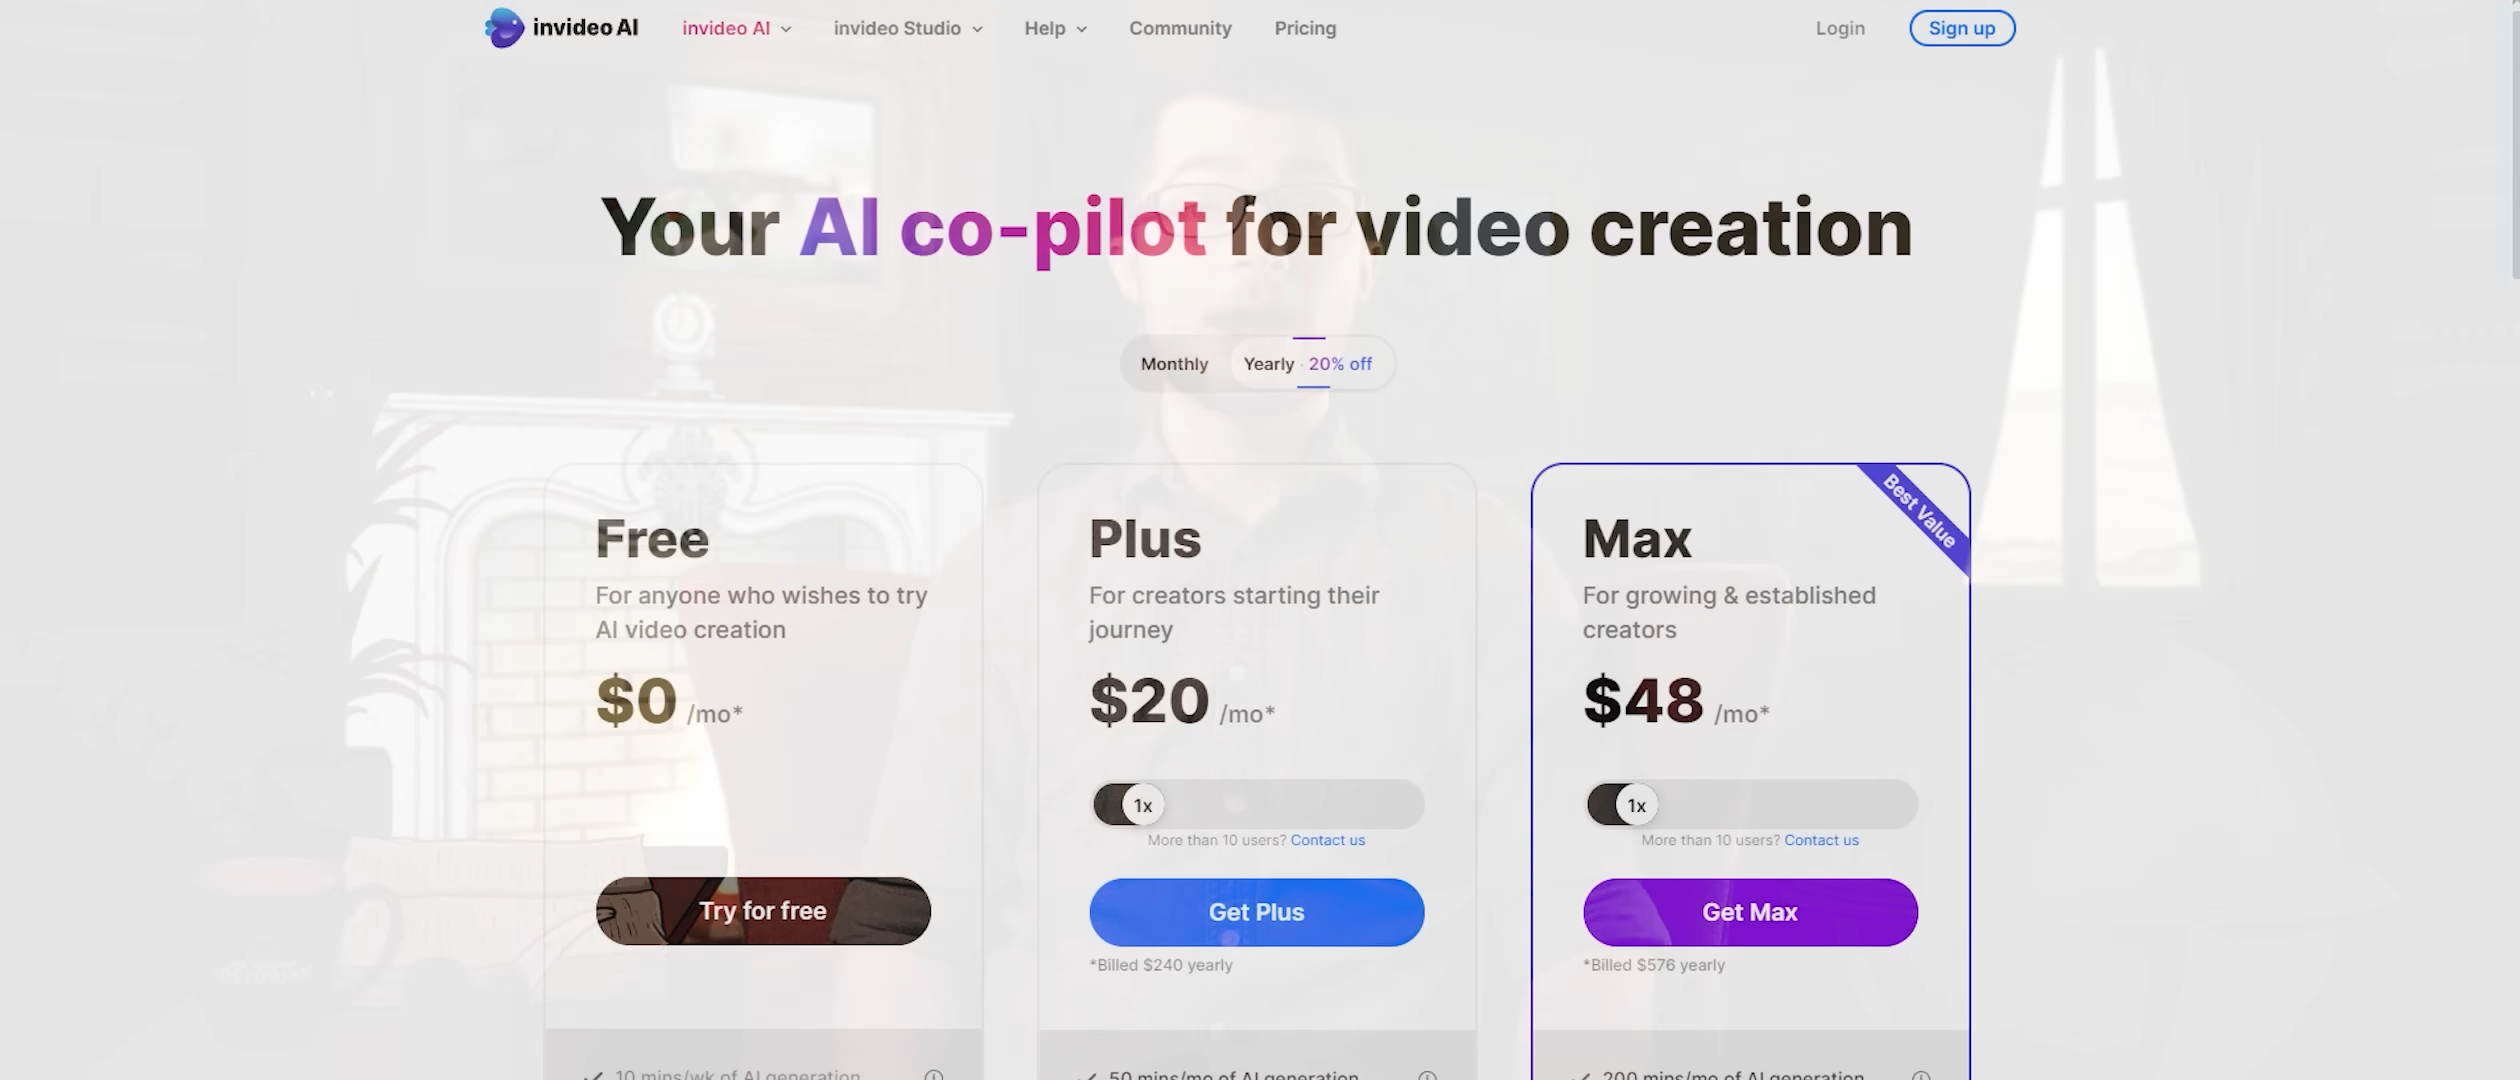 invideo AI
invideo AI
invideo Studio
Help
Community
Pricing
Login
Sign up
Your AI co-pilot for video creation
Monthly
Yearly · 20% off
Free
For anyone who wishes to try
AI video creation
$0 /mo*
Try for free
10 mins/wk of AI generation
Plus
For creators starting their
journey
$20 /mo*
1x
More than 10 users? Contact us
Get Plus
*Billed $240 yearly
50 mins/mo of AI generation
Best Value
Max
For growing & established
creators
$48 /mo*
1x
More than 10 users? Contact us
Get Max
*Billed $576 yearly
200 mins/mo of AI generation